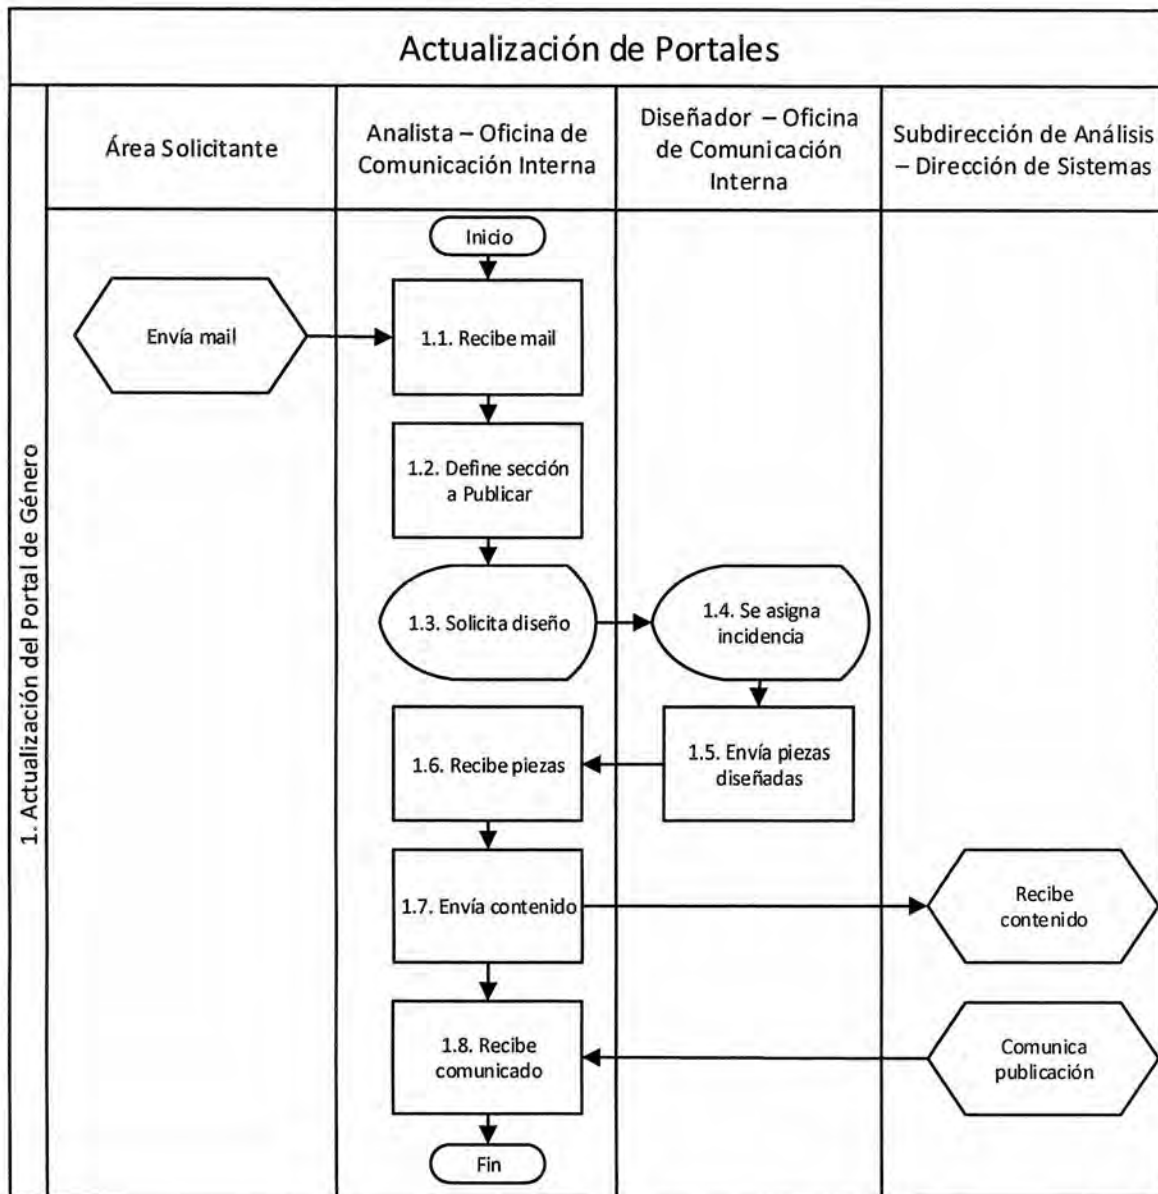 Actualización de Portales
Área Solicitante
Analista – Oficina de
Comunicación Interna
Diseñador – Oficina
de Comunicación
Interna
Subdirección de Análisis
– Dirección de Sistemas
1. Actualización del Portal de Género
Inicio
Envía mail
1.1. Recibe mail
1.2. Define sección
a Publicar
1.3. Solicita diseño
1.4. Se asigna
incidencia
1.5. Envía piezas
diseñadas
1.6. Recibe piezas
1.7. Envía contenido
Recibe
contenido
Comunica
publicación
1.8. Recibe
comunicado
Fin